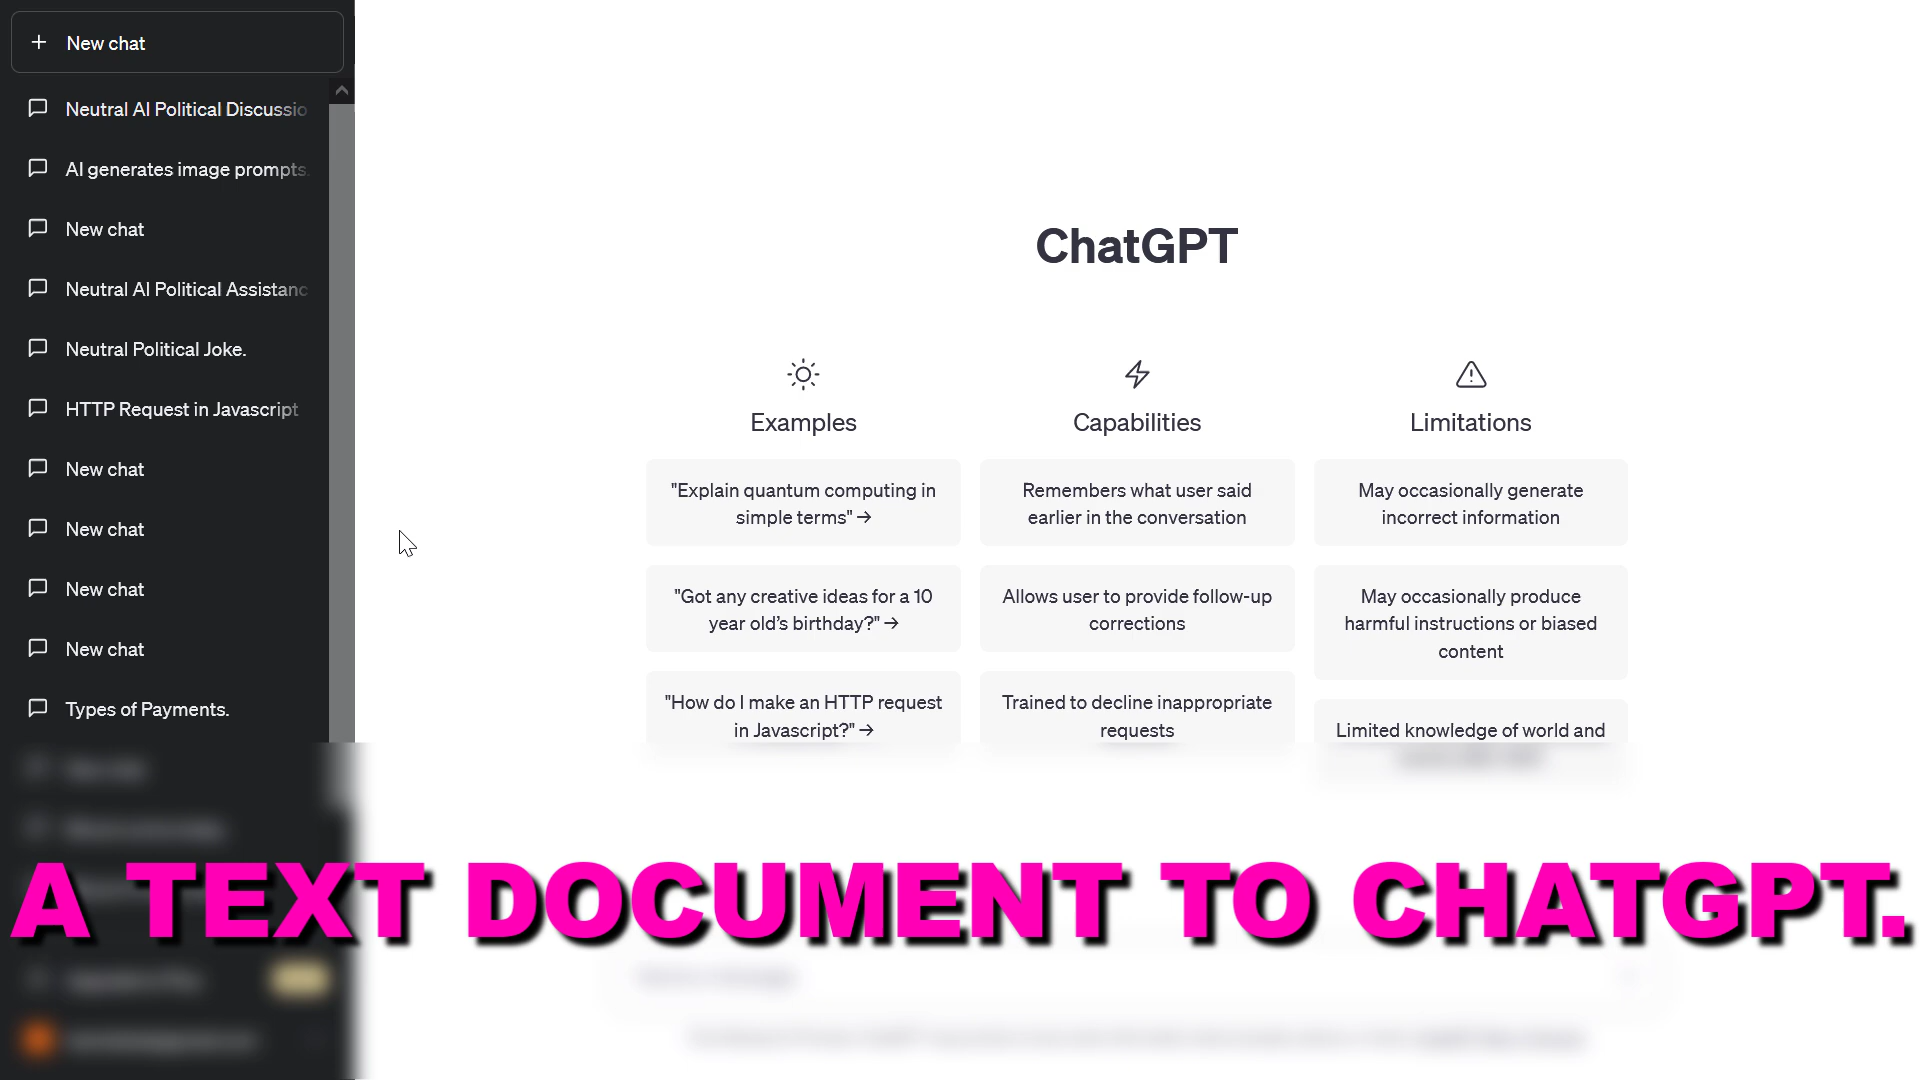 New chat
Neutral AI Political Discussio
AI generates image prompts.
New chat
Neutral AI Political Assistanc
Neutral Political Joke.
HTTP Request in Javascript
New chat
New chat
New chat
New chat
Types of Payments.
ChatGPT
Examples
"Explain quantum computing in
simple terms" →
"Got any creative ideas for a 10
year old's birthday?" →
"How do I make an HTTP request
in Javascript?" →
Capabilities
Remembers what user said
earlier in the conversation
Allows user to provide follow-up
corrections
Trained to decline inappropriate
requests
Limitations
May occasionally generate
incorrect information
May occasionally produce
harmful instructions or biased
content
Limited knowledge of world and
A TEXT DOCUMENT TO CHATGPT.